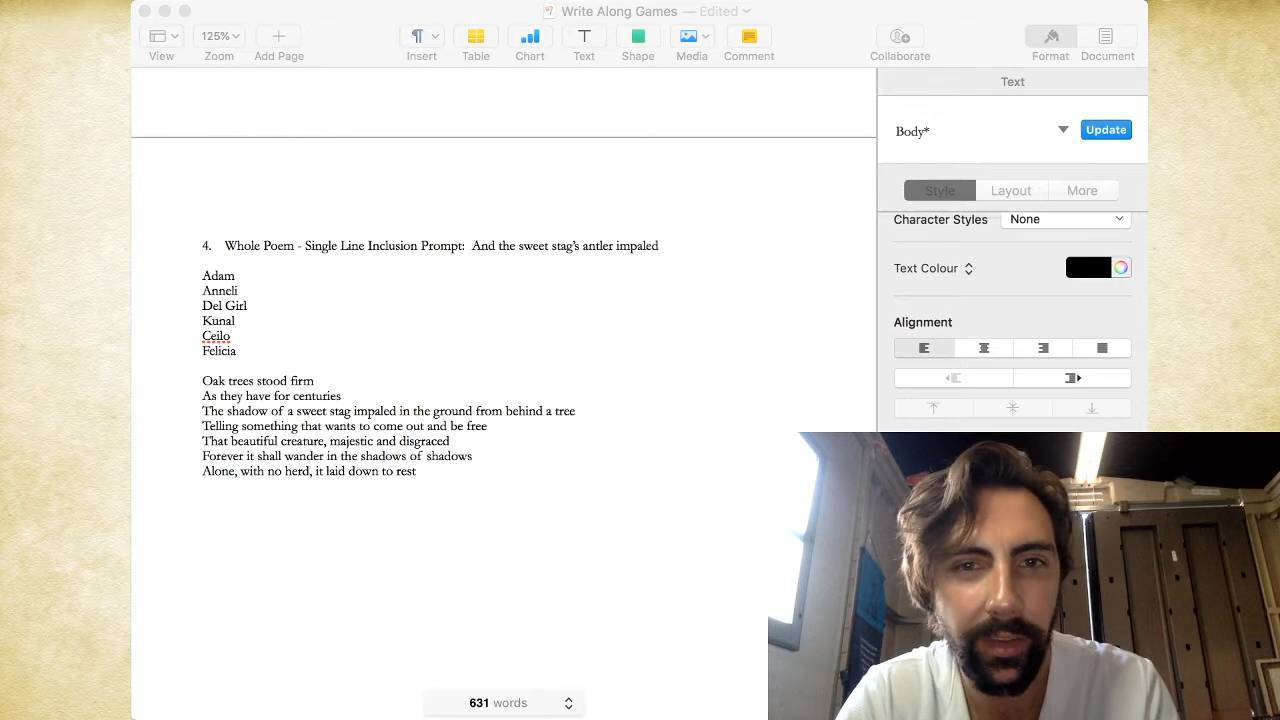 Write Along Games — Edited
View
125%
Zoom
Add Page
Insert
Table
Chart
Text
Shape
Media
Comment
Collaborate
Format
Document
Text
Body*
Update
Style
Layout
More
Character Styles
None
Text Colour
Alignment
4. Whole Poem - Single Line Inclusion Prompt: And the sweet stag's antler impaled
Adam
Anneli
Del Girl
Kunal
Ceilo
Felicia
Oak trees stood firm
As they have for centuries
The shadow of a sweet stag impaled in the ground from behind a tree
Telling something that wants to come out and be free
That beautiful creature, majestic and disgraced
Forever it shall wander in the shadows of shadows
Alone, with no herd, it laid down to rest
631 words